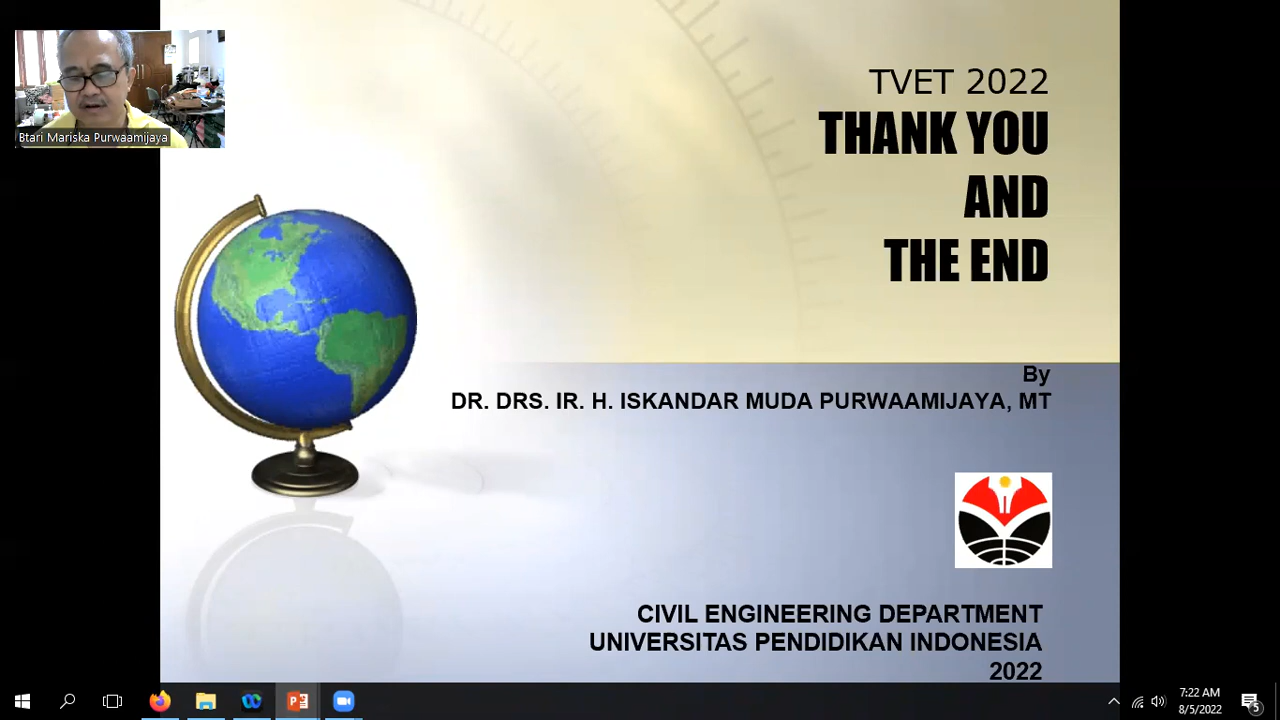 Btari Mariska Purwaamijaya
TVET 2022
THANK YOU
AND
THE END
By
DR. DRS. IR. H. ISKANDAR MUDA PURWAAMIJAYA, MT
CIVIL ENGINEERING DEPARTMENT
UNIVERSITAS PENDIDIKAN INDONESIA
2022
7:22 AM
8/5/2022
5